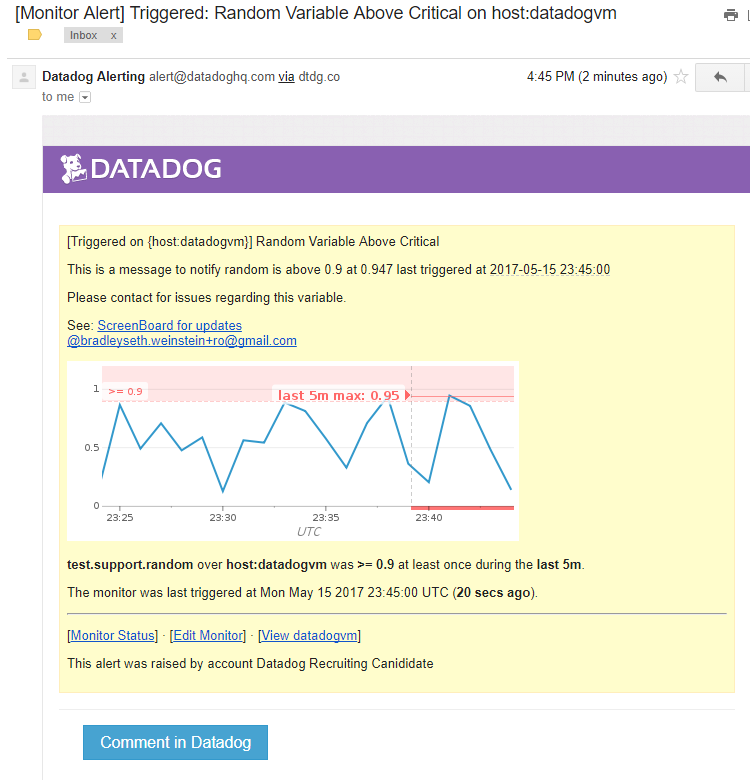 [Monitor Alert] Triggered: Random Variable Above Critical on host:datadogvm
Inbox x
Datadog Alerting alert@datadoghq.com via dtdg.co
4:45 PM (2 minutes ago)
to me
DATADOG
[Triggered on {host:datadogvm}] Random Variable Above Critical
This is a message to notify random is above 0.9 at 0.947 last triggered at 2017-05-15 23:45:00
Please contact for issues regarding this variable.
See: ScreenBoard for updates
@bradleyseth.weinstein+ro@gmail.com
1
>= 0.9
last 5m max: 0.95
0.5
0
23:25 23:30 23:35 23:40
UTC
test.support.random over host:datadogvm was >= 0.9 at least once during the last 5m.
The monitor was last triggered at Mon May 15 2017 23:45:00 UTC (20 secs ago).
[Monitor Status] · [Edit Monitor] · [View datadogvm]
This alert was raised by account Datadog Recruiting Canididate
Comment in Datadog